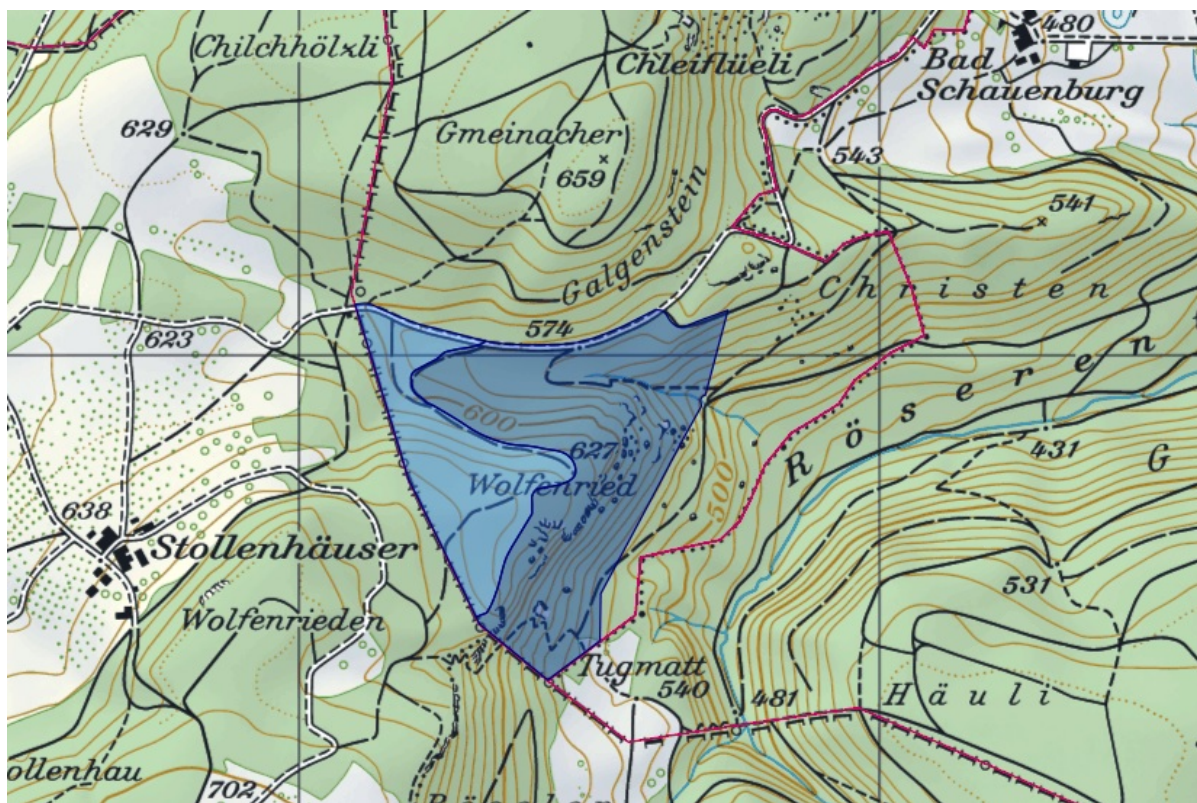 480
Chilchhölzli
Chleiflüeli
Bad
Schauenburg
629
Gmeinacher
543
659
541
Galgenstein
Christen
574
623
Röseren
600
431
627
G
Wolfenried
638
500
Stollenhäuser
531
Wolfenrieden
Tugmatt
540
481
Häuli
ollenhau
702